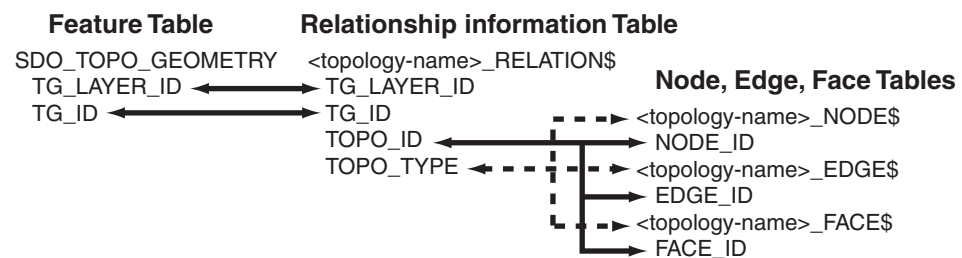 Feature Table
SDO_TOPO_GEOMETRY
TG_LAYER_ID
TG_ID
Relationship information Table
<topology-name>_RELATION$
TG_LAYER_ID
TG_ID
TOPO_ID
TOPO_TYPE
Node, Edge, Face Tables
<topology-name>_NODE$
NODE_ID
<topology-name>_EDGE$
EDGE_ID
<topology-name>_FACE$
FACE_ID